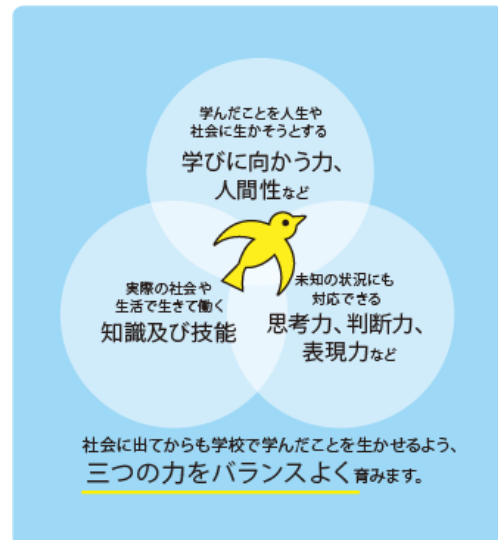 学んだことを人生や
社会に生かそうとする
学びに向かう力、
人間性など
実際の社会や
生活で生きて働く
知識及び技能
未知の状況にも
対応できる
思考力、判断力、
表現力など
社会に出てからも学校で学んだことを生かせるよう、
三つの力をバランスよく育みます。